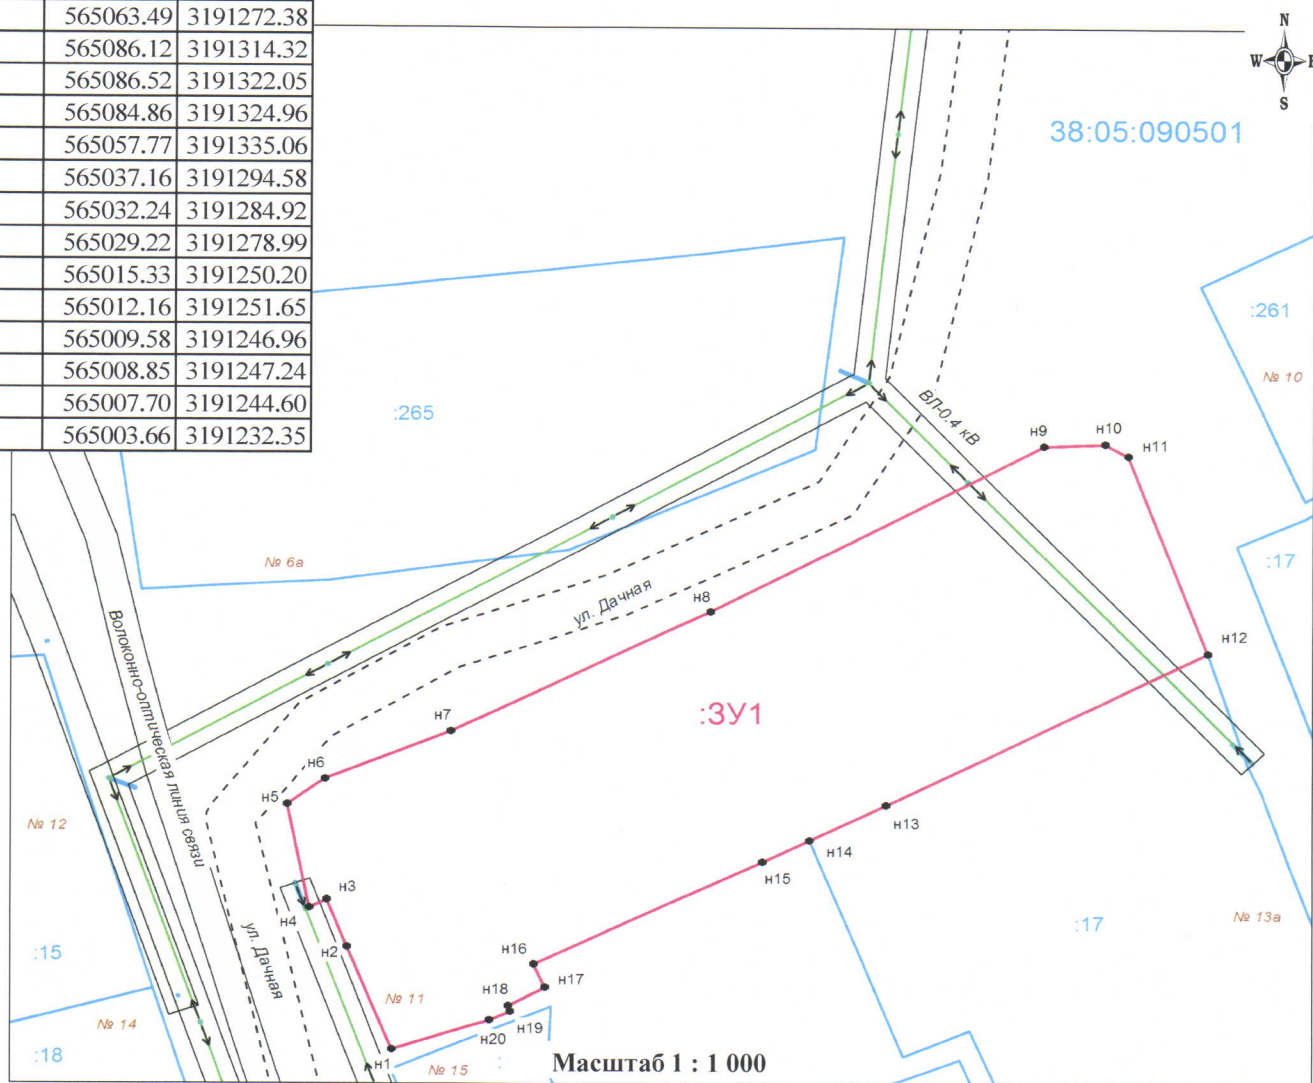 565063.49 3191272.38
565086.12 3191314.32
565086.52 3191322.05
565084.86 3191324.96
565057.77 3191335.06
565037.16 3191294.58
565032.24 3191284.92
565029.22 3191278.99
565015.33 3191250.20
565012.16 3191251.65
565009.58 3191246.96
565008.85 3191247.24
565007.70 3191244.60
565003.66 3191232.35
N
W
E
S
38:05:090501
:261
№ 10
:265
ВЛ-0.4 кВ
н9
н10
н11
№ 6а
:17
ул. Дачная
н8
Волоконно-оптическая линия связи
н12
:ЗУ1
н7
н6
н5
н13
№ 12
н14
н15
н3
н4
№ 13а
:17
ул. Дачная
н2
:15
н16
н17
№ 11
н18
н19
№ 14
н20
:18
н1
№ 15
:
Масштаб 1 : 1 000